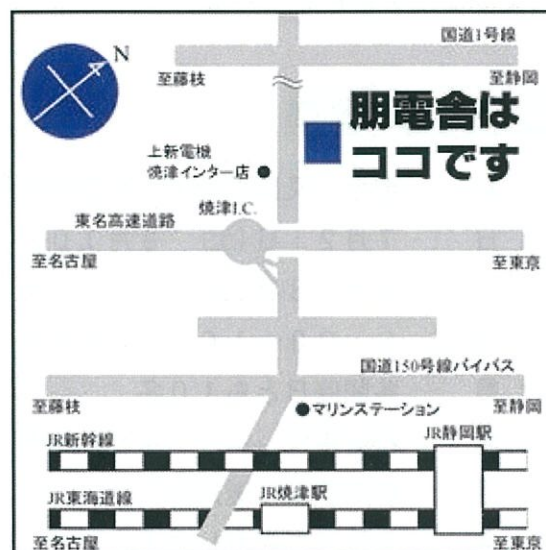 国道1号線
N
至藤枝
至静岡
朋電舎は
ココです
上新電機
焼津インター店
焼津I.C.
東名高速道路
至名古屋
至東京
国道150号線バイパス
至藤枝
至静岡
マリンステーション
JR静岡駅
JR新幹線
JR東海道線
JR焼津駅
至名古屋
至東京